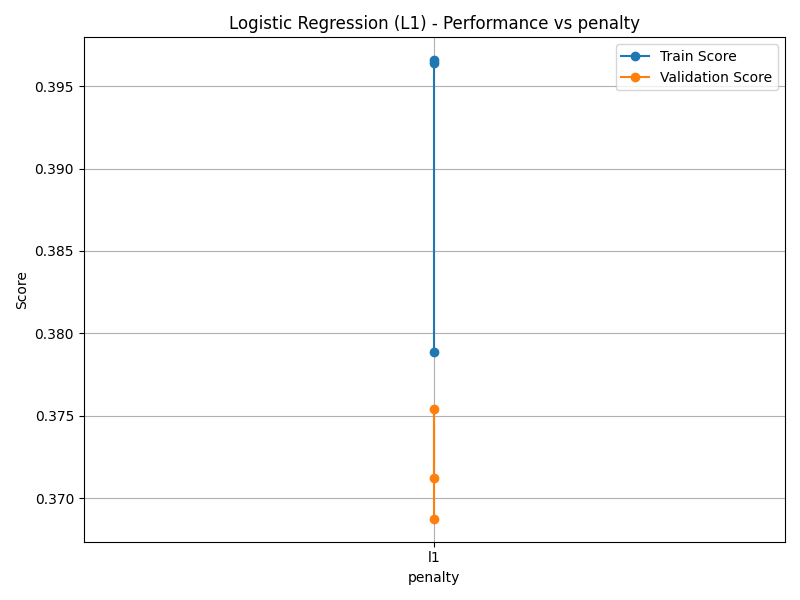 Logistic Regression (L1) - Performance vs penalty
Train Score
Validation Score
0.395
0.390
0.385
0.380
0.375
0.370
Score
l1
penalty